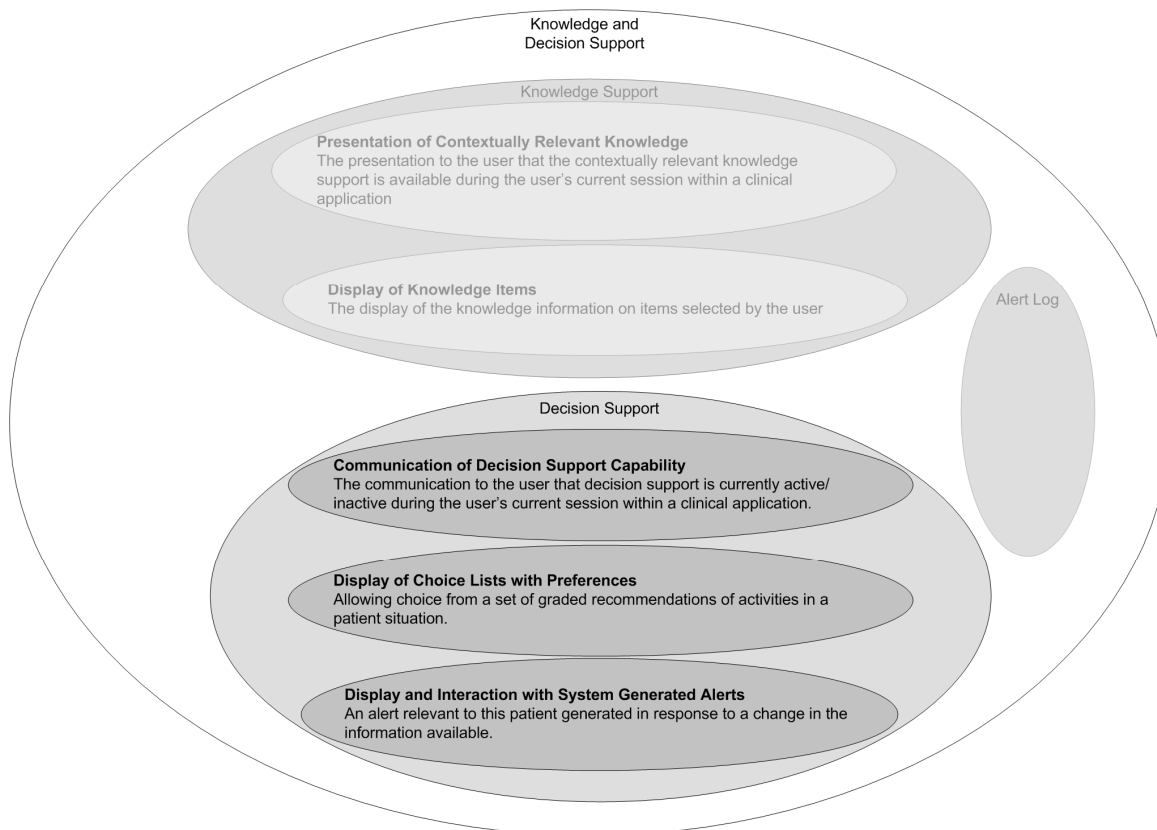 Knowledge and
Decision Support
Knowledge Support
Presentation of Contextually Relevant Knowledge
The presentation to the user that the contextually relevant knowledge
support is available during the user's current session within a clinical
application
Display of Knowledge Items
The display of the knowledge information on items selected by the user
Alert Log
Decision Support
Communication of Decision Support Capability
The communication to the user that decision support is currently active/
inactive during the user's current session within a clinical application.
Display of Choice Lists with Preferences
Allowing choice from a set of graded recommendations of activities in a
patient situation.
Display and Interaction with System Generated Alerts
An alert relevant to this patient generated in response to a change in the
information available.